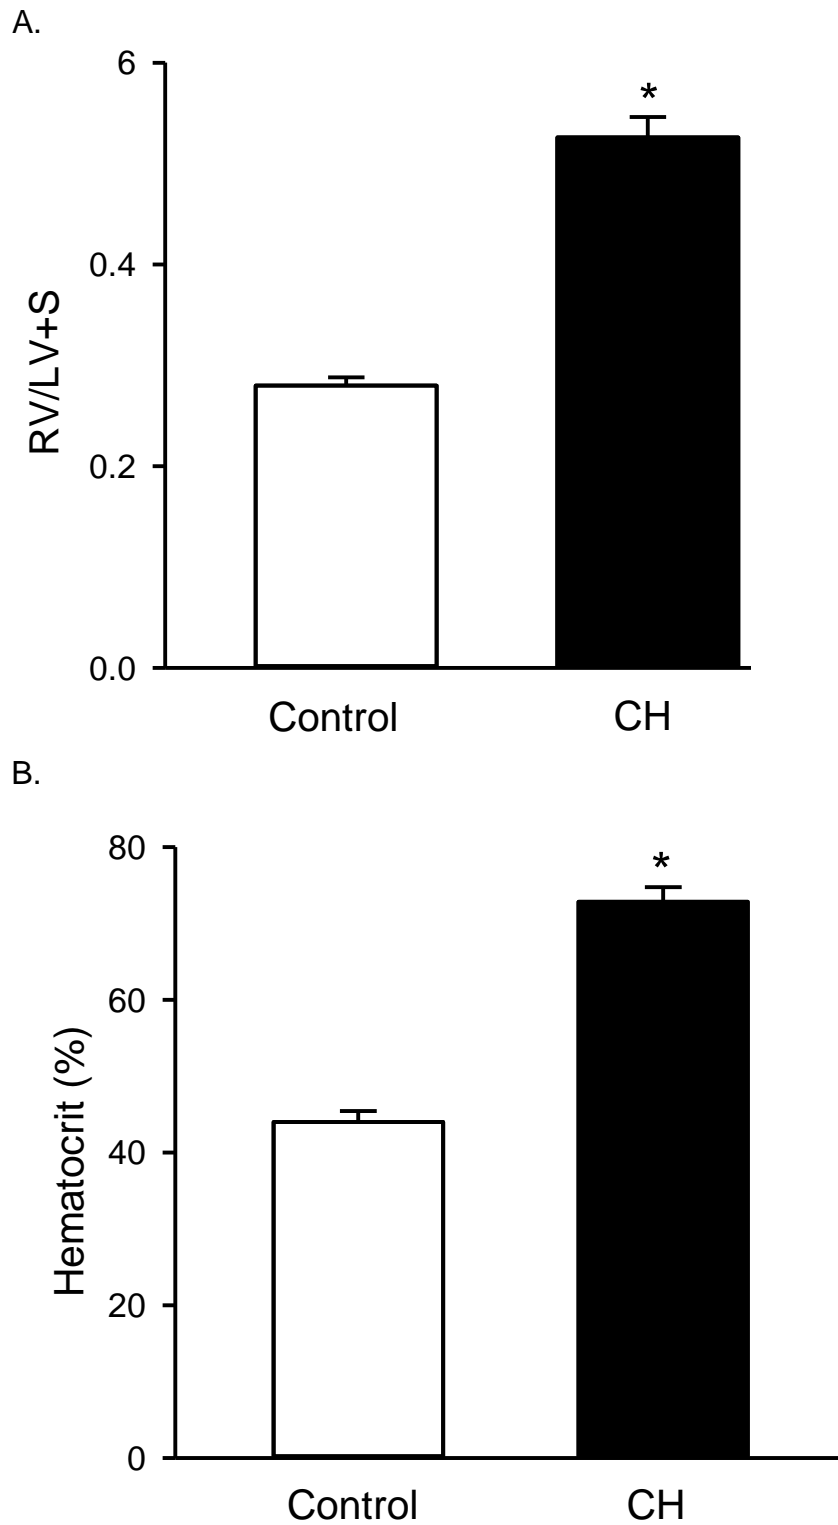 A.
6
*
0.4
RV/LV+S
0.2
0.0
Control
CH
B.
80
*
60
Hematocrit (%)
40
20
0
Control
CH